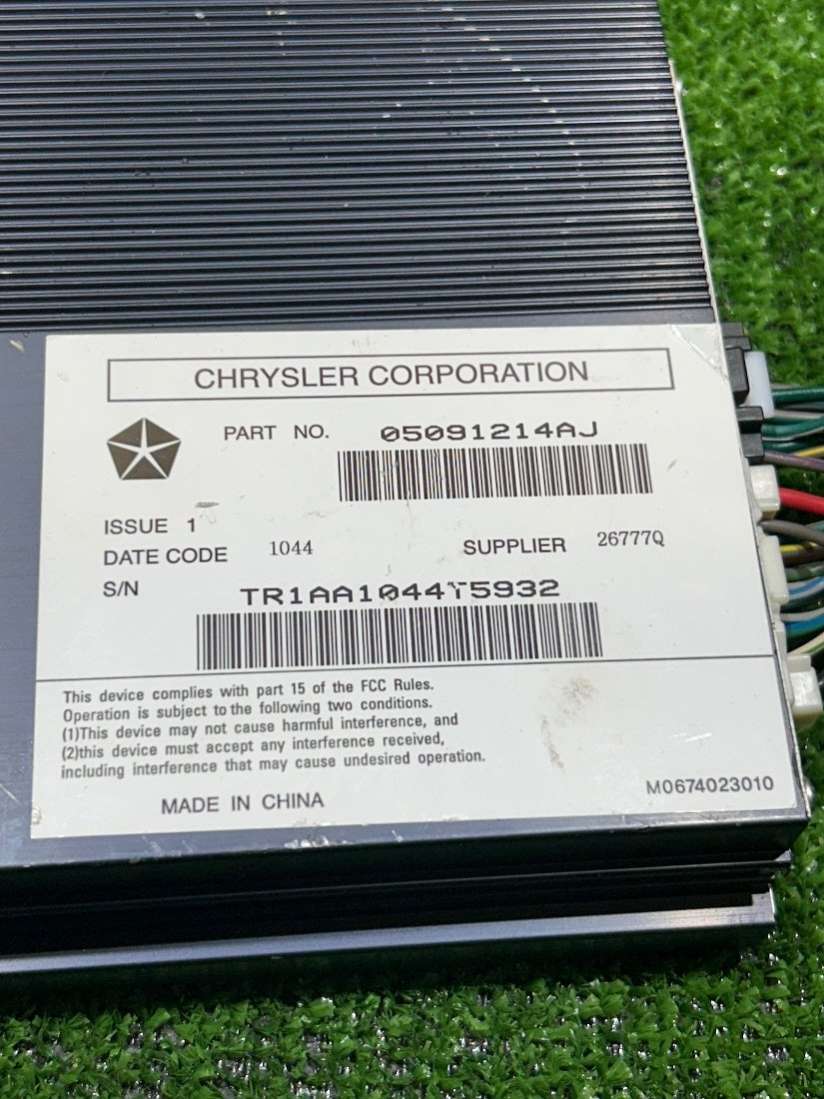 CHRYSLER CORPORATION
PART NO. 05091214AJ
ISSUE 1
DATE CODE 1044 SUPPLIER 26777Q
S/N TR1AA1044T5932
This device complies with part 15 of the FCC Rules.
Operation is subject to the following two conditions.
(1)This device may not cause harmful interference, and
(2)this device must accept any interference received,
including interference that may cause undesired operation.
MADE IN CHINA M0674023010